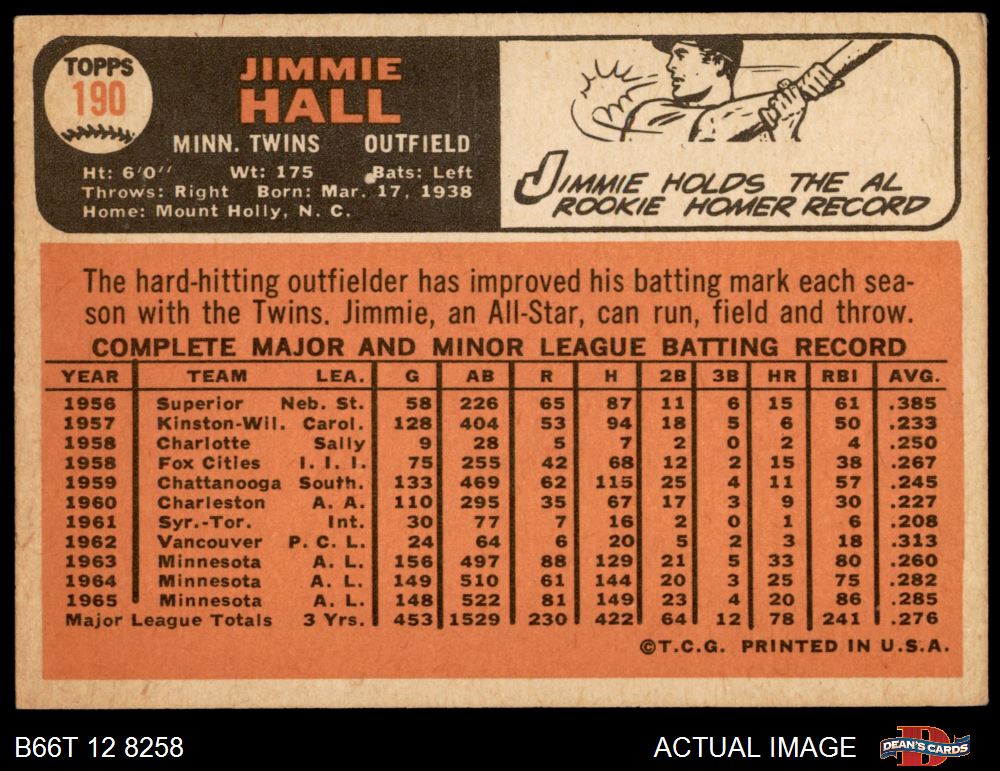 TOPPS
190
JIMMIE
HALL
MINN. TWINS OUTFIELD
Ht: 6'0'' Wt: 175 Bats: Left
Throws: Right Born: Mar. 17, 1938
Home: Mount Holly, N. C.
JIMMIE HOLDS THE AL
ROOKIE HOMER RECORD
The hard-hitting outfielder has improved his batting mark each sea-
son with the Twins. Jimmie, an All-Star, can run, field and throw.
COMPLETE MAJOR AND MINOR LEAGUE BATTING RECORD
YEAR TEAM LEA. G AB R H 2B 3B HR RBI AVG.
1956 Superior Neb. St. 58 226 65 87 11 6 15 61 .385
1957 Kinston-Wil. Carol. 128 404 53 94 18 5 6 50 .233
1958 Charlotte Sally 9 28 5 7 2 0 2 4 .250
1958 Fox Cities I. I. I. 75 255 42 68 12 2 15 38 .267
1959 Chattanooga South. 133 469 62 115 25 4 11 57 .245
1960 Charleston A. A. 110 295 35 67 17 3 9 30 .227
1961 Syr.-Tor. Int. 30 77 7 16 2 0 1 6 .208
1962 Vancouver P. C. L. 24 64 6 20 5 2 3 18 .313
1963 Minnesota A. L. 156 497 88 129 21 5 33 80 .260
1964 Minnesota A. L. 149 510 61 144 20 3 25 75 .282
1965 Minnesota A. L. 148 522 81 149 23 4 20 86 .285
Major League Totals 3 Yrs. 453 1529 230 422 64 12 78 241 .276
©T.C.G. PRINTED IN U.S.A.
B66T 12 8258
ACTUAL IMAGE
DEAN'S CARDS